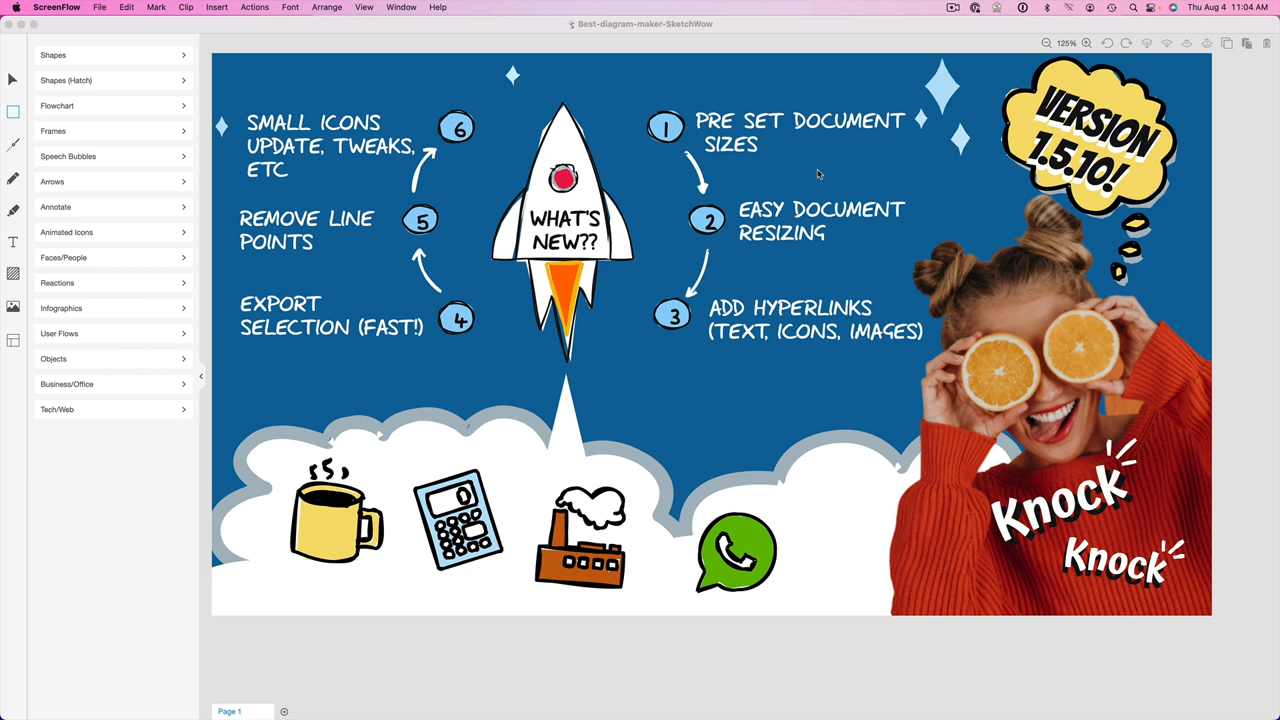 ScreenFlow File Edit Mark Clip Insert Actions Font Arrange View Window Help Thu Aug 4 11:04 AM
Best-diagram-maker-SketchWow
125%
Shapes
Shapes (Hatch)
Flowchart
Frames
Speech Bubbles
Arrows
Annotate
Animated Icons
Faces/People
Reactions
Infographics
User Flows
Objects
Business/Office
Tech/Web
SMALL ICONS
UPDATE, TWEAKS,
ETC
6
REMOVE LINE
POINTS
5
EXPORT
SELECTION (FAST!)
4
WHAT'S
NEW??
1
PRE SET DOCUMENT
SIZES
2
EASY DOCUMENT
RESIZING
3
ADD HYPERLINKS
(TEXT, ICONS, IMAGES)
VERSION
1.5.10!
0
Knock
Knock
Page 1